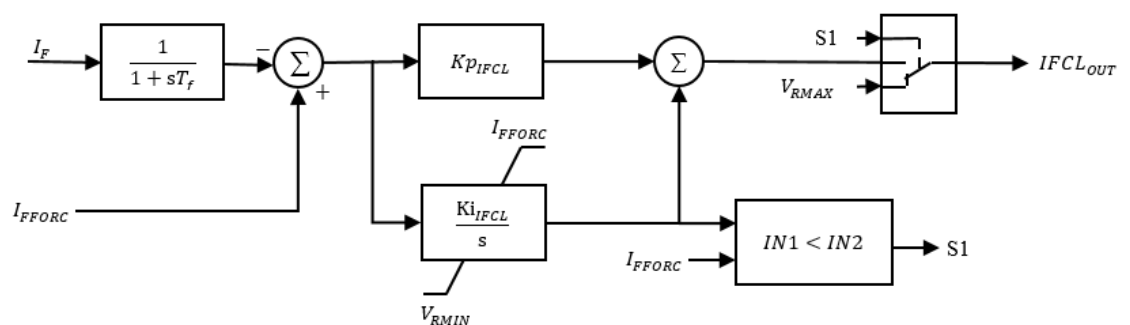 I_F
1
1 + sT_f
−
Σ
+
Kp_IFCL
Σ
S1
V_RMAX
IFCL_OUT
I_FFORC
I_FFORC
Ki_IFCL
s
V_RMIN
I_FFORC
IN1 < IN2
S1